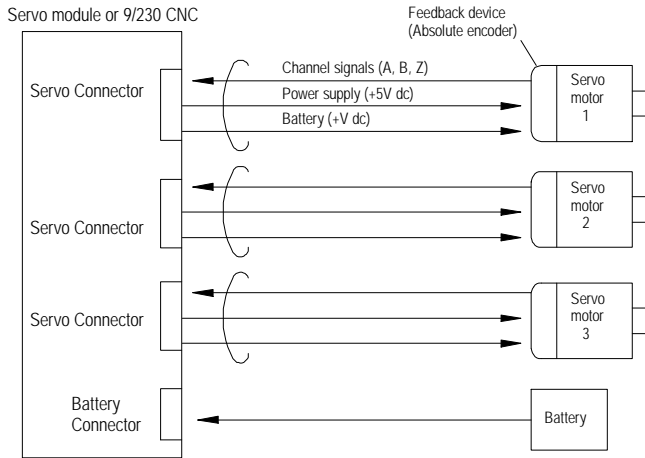 Servo module or 9/230 CNC
Feedback device
(Absolute encoder)
Servo Connector
Channel signals (A, B, Z)
Power supply (+5V dc)
Battery (+V dc)
Servo
motor
1
Servo Connector
Servo
motor
2
Servo Connector
Servo
motor
3
Battery
Connector
Battery